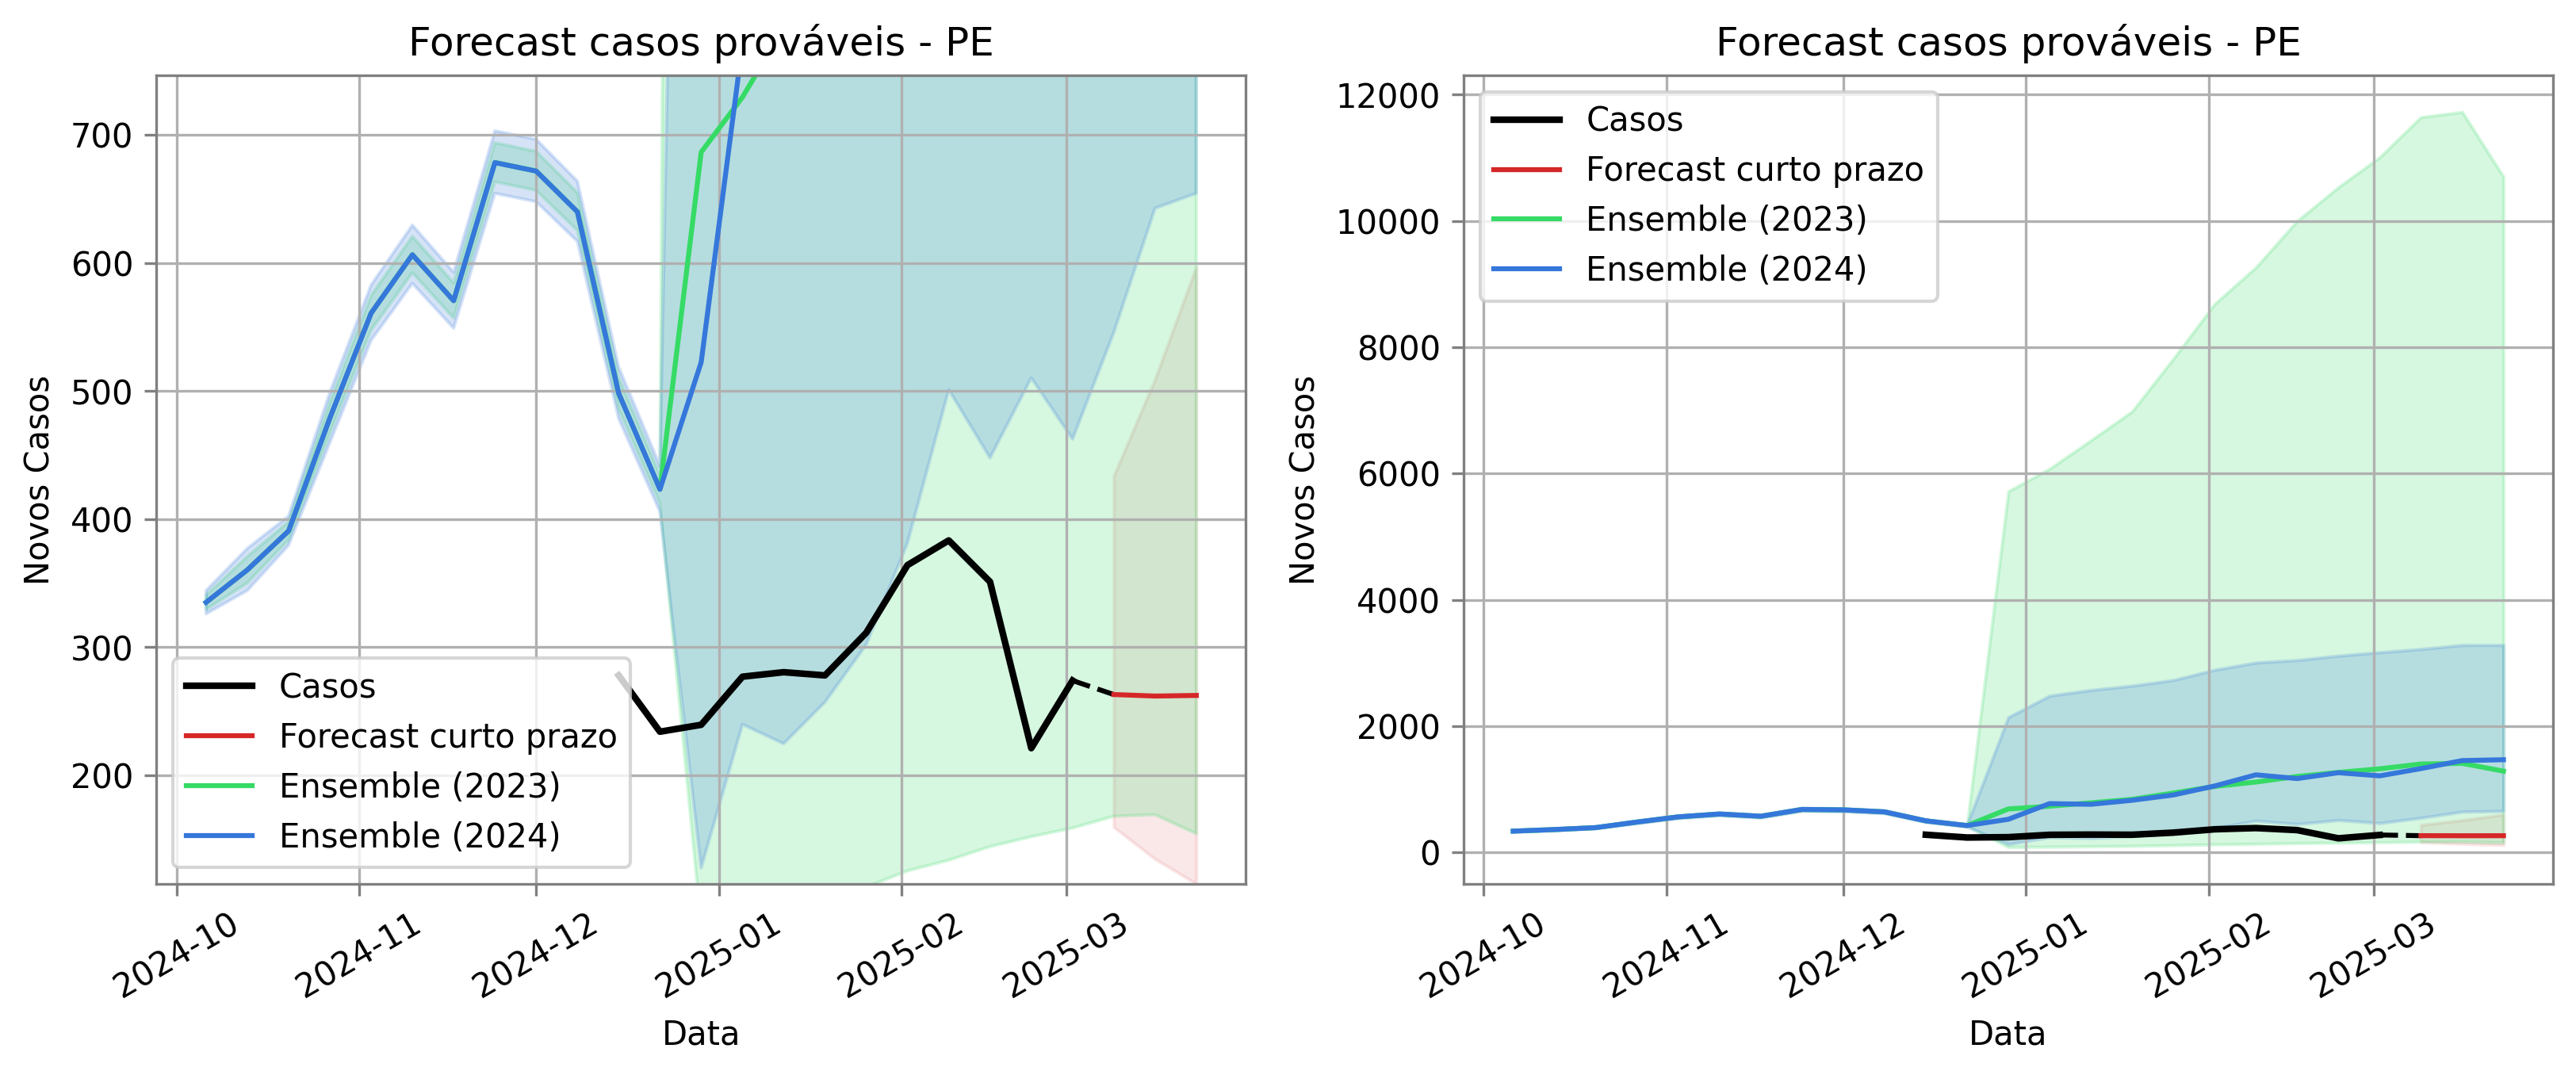 Forecast casos prováveis - PE
700
600
500
400
300
200
Novos Casos
Casos
Forecast curto prazo
Ensemble (2023)
Ensemble (2024)
2024-10
2024-11
2024-12
2025-01
2025-02
2025-03
Data
Forecast casos prováveis - PE
12000
10000
8000
6000
4000
2000
0
Novos Casos
Casos
Forecast curto prazo
Ensemble (2023)
Ensemble (2024)
2024-10
2024-11
2024-12
2025-01
2025-02
2025-03
Data